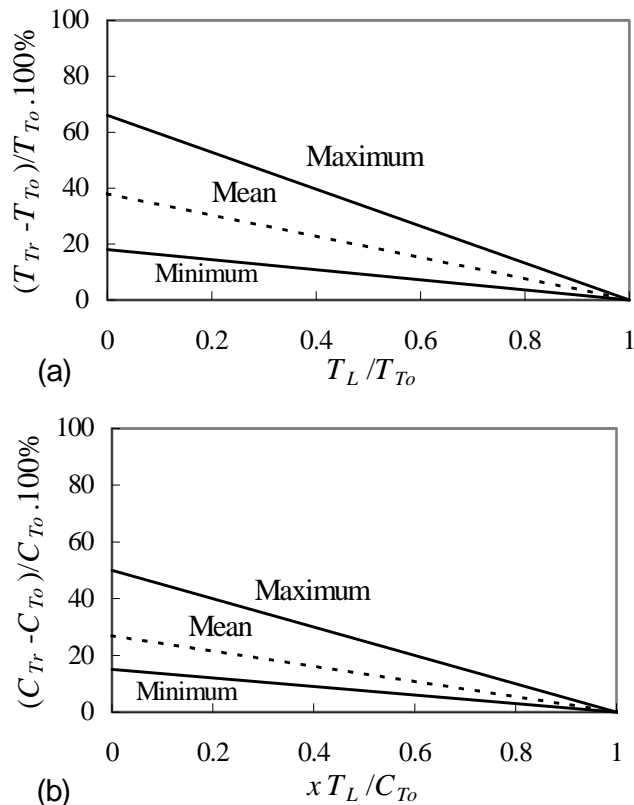 100
80
60
40
20
0
(T_Tr -T_To)/T_To .100%
Maximum
Mean
Minimum
0 0.2 0.4 0.6 0.8 1
(a)
T_L /T_To
100
80
60
40
20
0
(C_Tr -C_To)/C_To .100%
Maximum
Mean
Minimum
0 0.2 0.4 0.6 0.8 1
(b)
x T_L /C_To